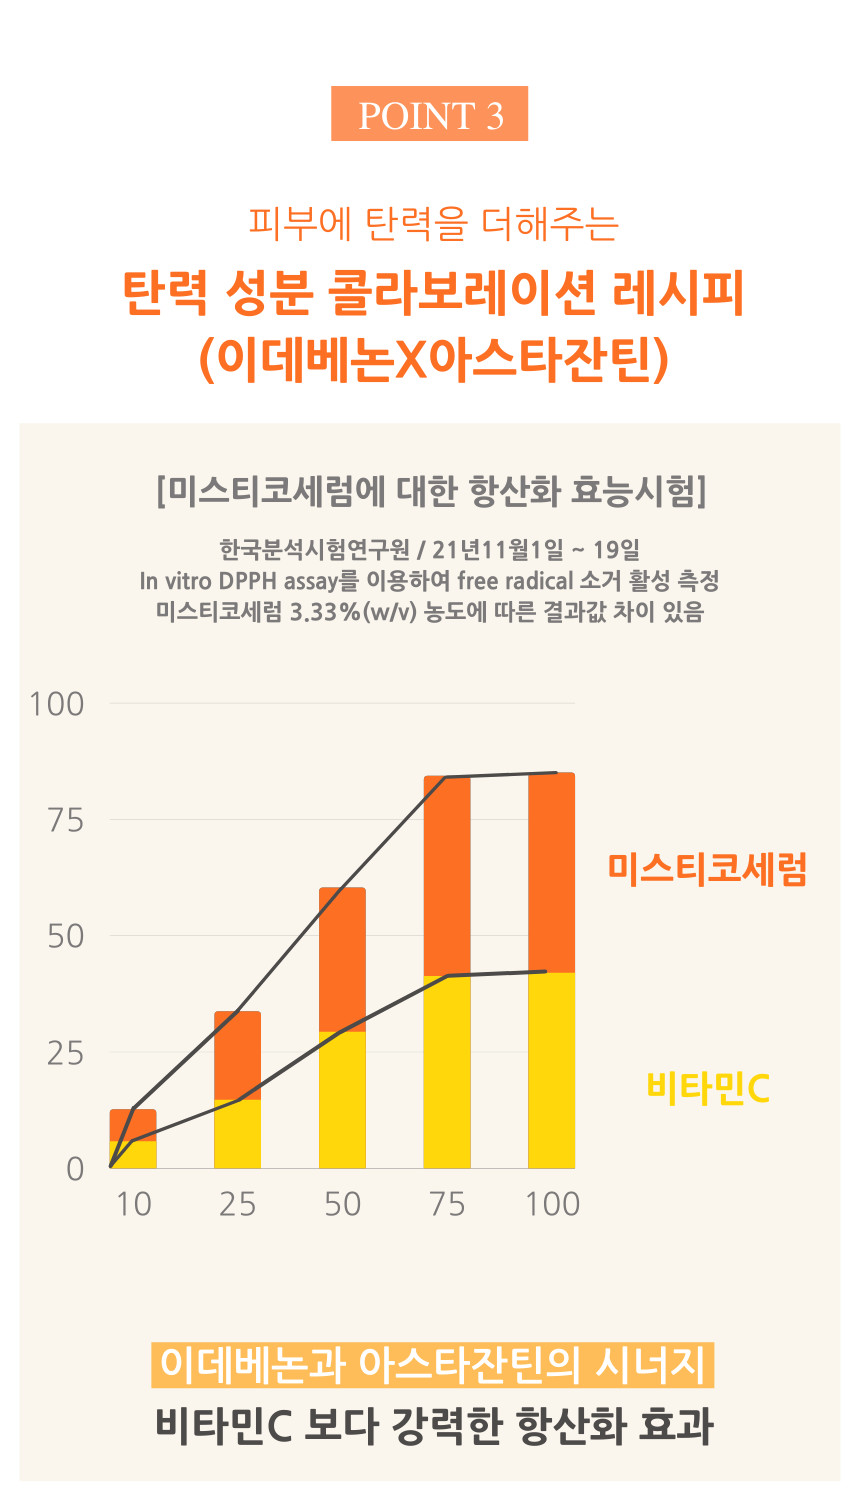 POINT 3
피부에 탄력을 더해주는
탄력 성분 콜라보레이션 레시피
(이데베논X아스타잔틴)
[미스티코세럼에 대한 항산화 효능시험]
한국분석시험연구원 / 21년11월1일 ~ 19일
In vitro DPPH assay를 이용하여 free radical 소거 활성 측정
미스티코세럼 3.33%(w/v) 농도에 따른 결과값 차이 있음
100
75
미스티코세럼
50
25
비타민C
0
10 25 50 75 100
이데베논과 아스타잔틴의 시너지
비타민C 보다 강력한 항산화 효과